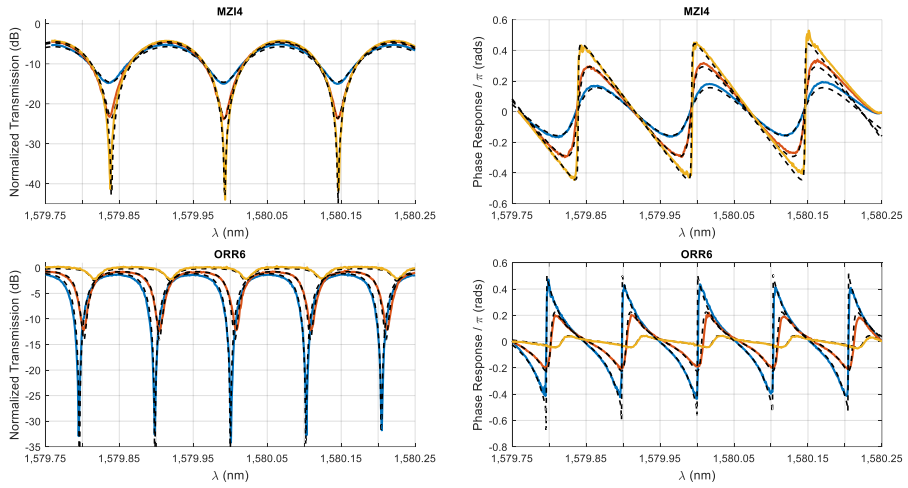 MZI4
Normalized Transmission (dB)
0
-10
-20
-30
-40
1,579.75 1,579.85 1,579.95 1,580.05 1,580.15 1,580.25
λ (nm)
MZI4
Phase Response / π (rads)
0.6
0.4
0.2
0
-0.2
-0.4
-0.6
1,579.75 1,579.85 1,579.95 1,580.05 1,580.15 1,580.25
λ (nm)
ORR6
Normalized Transmission (dB)
0
-5
-10
-15
-20
-25
-30
-35
1,579.75 1,579.85 1,579.95 1,580.05 1,580.15 1,580.25
λ (nm)
ORR6
Phase Response / π (rads)
0.6
0.4
0.2
0
-0.2
-0.4
-0.6
-0.8
1,579.75 1,579.85 1,579.95 1,580.05 1,580.15 1,580.25
λ (nm)